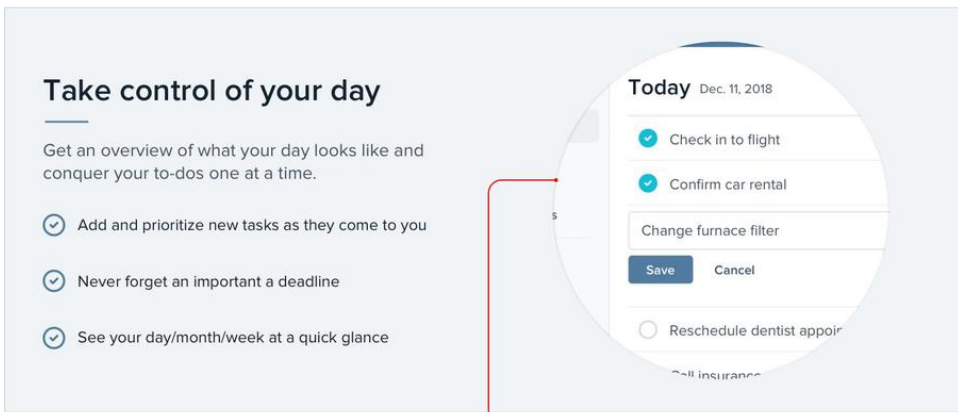 Take control of your day
Get an overview of what your day looks like and
conquer your to-dos one at a time.
Add and prioritize new tasks as they come to you
Never forget an important a deadline
See your day/month/week at a quick glance
Today Dec. 11, 2018
Check in to flight
Confirm car rental
s
Change furnace filter
Save Cancel
Reschedule dentist